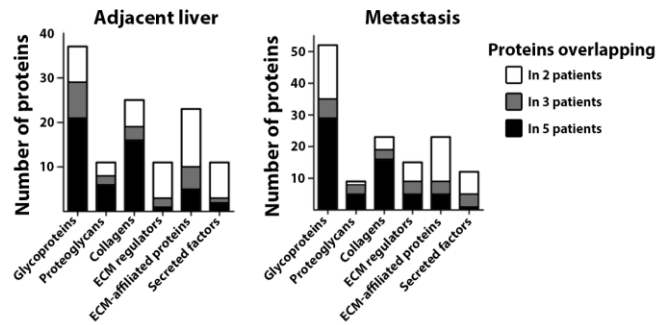 Adjacent liver
Number of proteins
40
30
20
10
Glycoproteins
Proteoglycans
Collagens
ECM regulators
ECM-affiliated proteins
Secreted factors
Metastasis
Number of proteins
50
40
30
20
10
Glycoproteins
Proteoglycans
Collagens
ECM regulators
ECM-affiliated proteins
Secreted factors
Proteins overlapping
In 2 patients
In 3 patients
In 5 patients